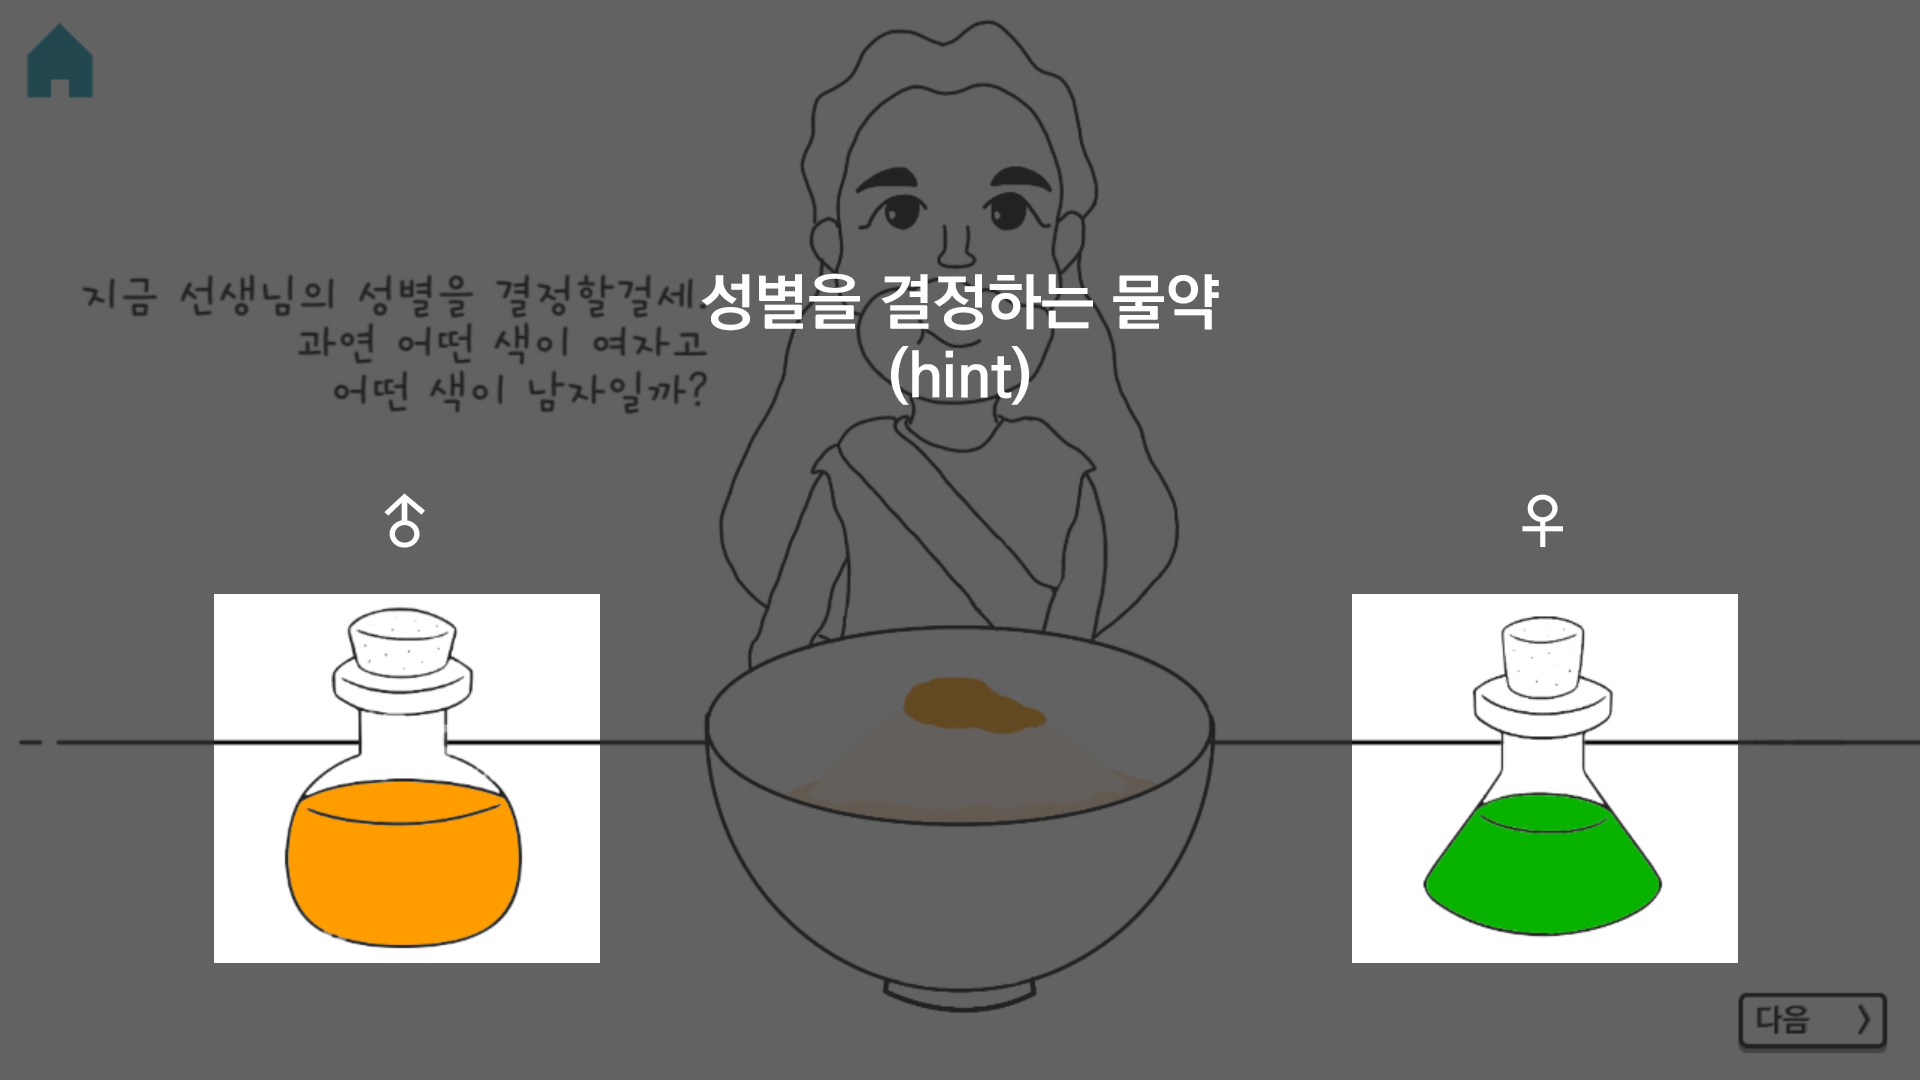 지금 선생님의 성별을 결정할걸세.
과연 어떤 색이 여자고
어떤 색이 남자일까?
성별을 결정하는 물약
(hint)
♂
♀
다음 〉